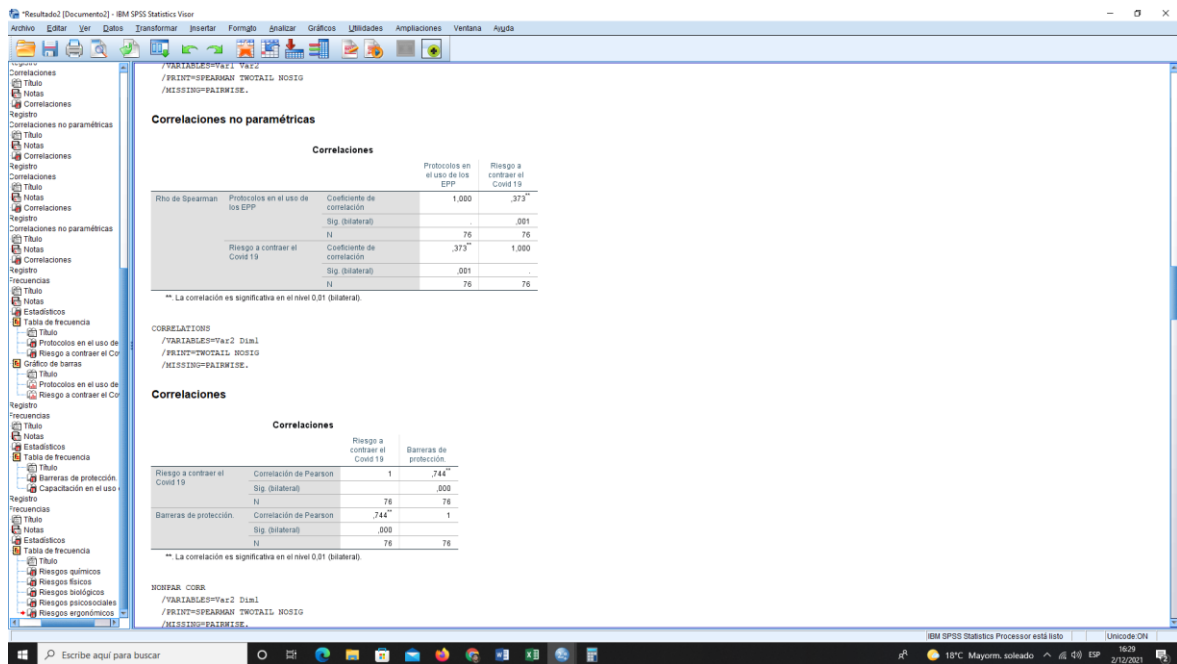 *Resultado2 [Documento2] - IBM SPSS Statistics Visor
Archivo Editar Ver Datos Transformar Insertar Formato Analizar Gráficos Utilidades Ampliaciones Ventana Ayuda
Registro
Correlaciones
Título
Notas
Correlaciones
Registro
Correlaciones no paramétricas
Título
Notas
Correlaciones
Registro
Correlaciones
Título
Notas
Correlaciones
Registro
Correlaciones no paramétricas
Título
Notas
Correlaciones
Registro
Frecuencias
Título
Notas
Estadísticos
Tabla de frecuencia
Título
Protocolos en el uso de
Riesgo a contraer el Co
Gráfico de barras
Título
Protocolos en el uso de
Riesgo a contraer el Co
Registro
Frecuencias
Título
Notas
Estadísticos
Tabla de frecuencia
Título
Barreras de protección.
Capacitación en el uso
Registro
Frecuencias
Título
Notas
Estadísticos
Tabla de frecuencia
Título
Riesgos químicos
Riesgos físicos
Riesgos biológicos
Riesgos psicosociales
Riesgos ergonómicos
/VARIABLES=Var1 Var2
/PRINT=SPEARMAN TWOTAIL NOSIG
/MISSING=PAIRWISE.
Correlaciones no paramétricas
Correlaciones
Protocolos en el uso de los EPP Riesgo a contraer el Covid 19
Rho de Spearman Protocolos en el uso de los EPP Coeficiente de correlación 1,000 ,373**
Sig. (bilateral) . ,001
N 76 76
Riesgo a contraer el Covid 19 Coeficiente de correlación ,373** 1,000
Sig. (bilateral) ,001 .
N 76 76
**. La correlación es significativa en el nivel 0,01 (bilateral).
CORRELATIONS
/VARIABLES=Var2 Dim1
/PRINT=TWOTAIL NOSIG
/MISSING=PAIRWISE.
Correlaciones
Correlaciones
Riesgo a contraer el Covid 19 Barreras de protección.
Riesgo a contraer el Covid 19 Correlación de Pearson 1 ,744**
Sig. (bilateral) ,000
N 76 76
Barreras de protección. Correlación de Pearson ,744** 1
Sig. (bilateral) ,000
N 76 76
**. La correlación es significativa en el nivel 0,01 (bilateral).
NONPAR CORR
/VARIABLES=Var2 Dim1
/PRINT=SPEARMAN TWOTAIL NOSIG
/MISSING=PAIRWISE.
IBM SPSS Statistics Processor está listo Unicode:ON
Escribe aquí para buscar
18°C Mayorm. soleado ESP 16:29
2/12/2021